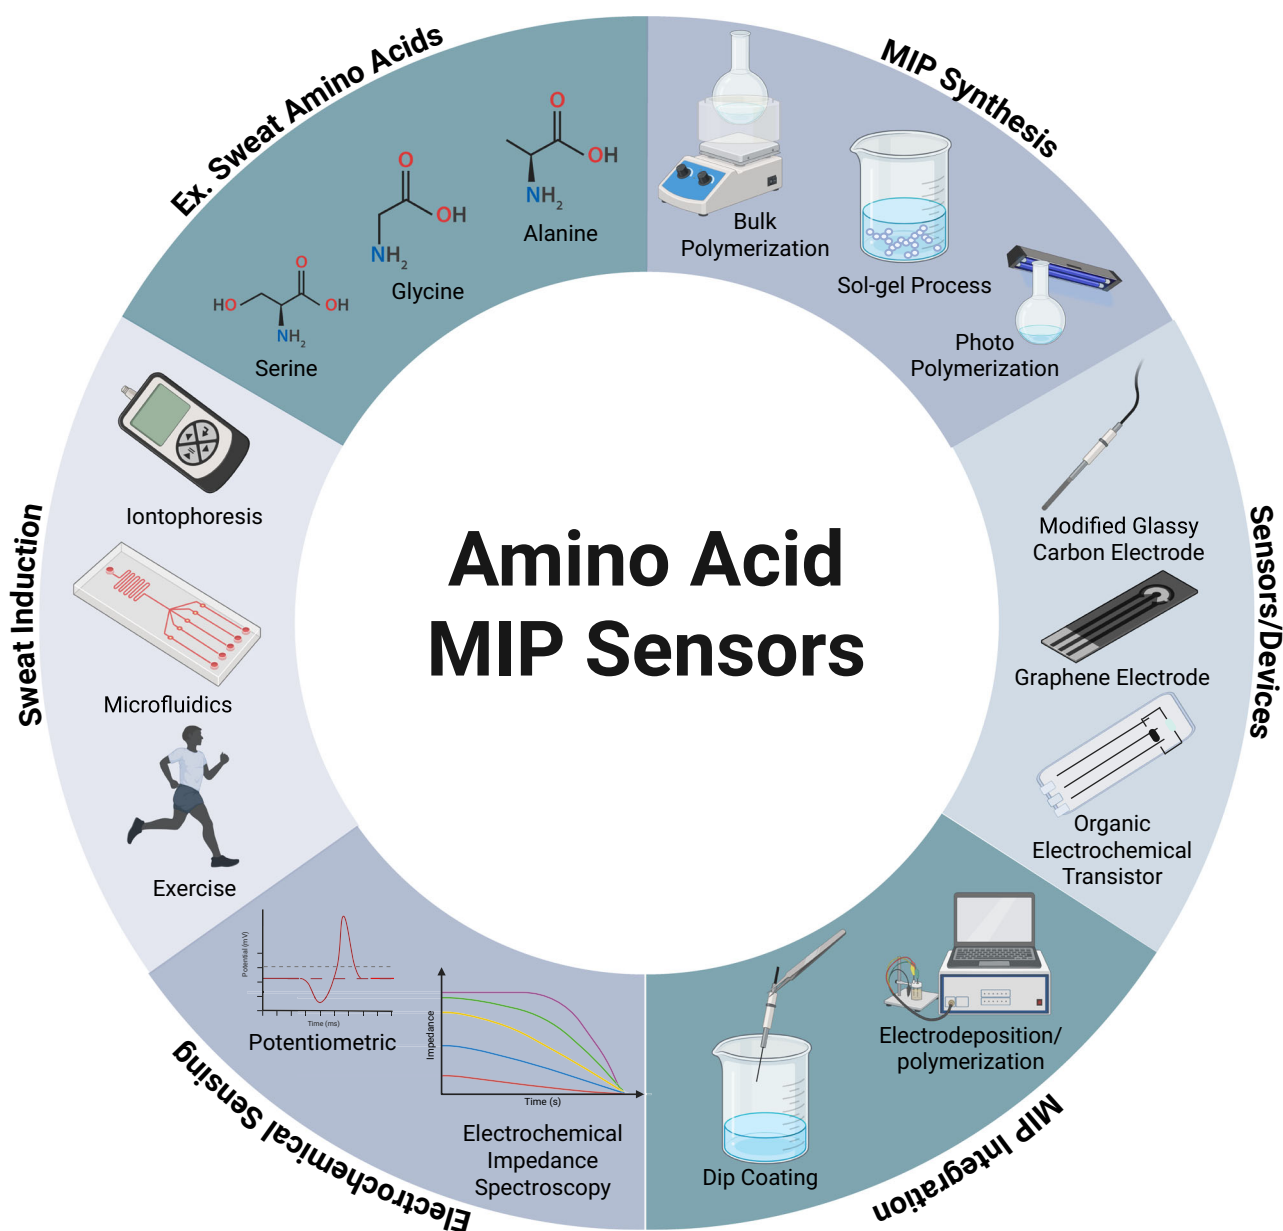 Amino Acid
MIP Sensors
Ex. Sweat Amino Acids
O
OH
NH2
Alanine
O
OH
NH2
Glycine
O
HO
OH
NH2
Serine
MIP Synthesis
Bulk
Polymerization
Sol-gel Process
Photo
Polymerization
Sensors/Devices
Modified Glassy
Carbon Electrode
Graphene Electrode
Organic
Electrochemical
Transistor
MIP Integration
Electrodeposition/
polymerization
Dip Coating
Electrochemical Sensing
Potential (mV)
Time (ms)
Potentiometric
Impedance
Time (s)
Electrochemical
Impedance
Spectroscopy
Sweat Induction
Iontophoresis
Microfluidics
Exercise